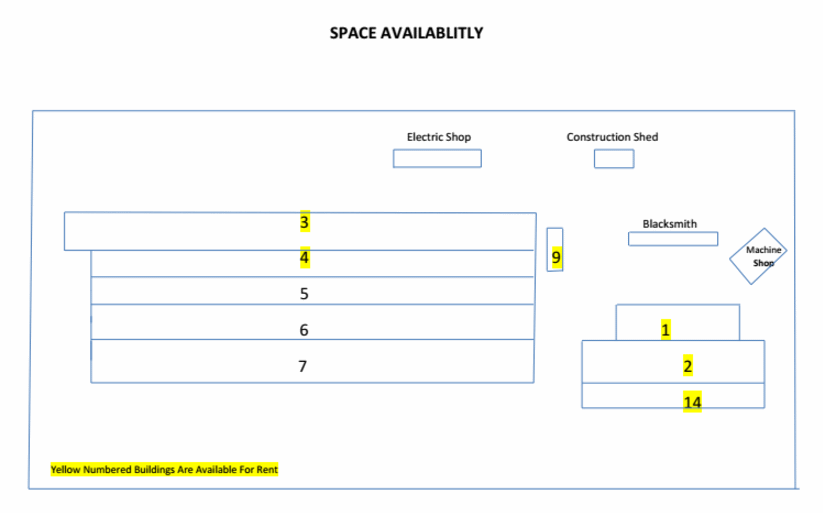 SPACE AVAILABLITLY
Electric Shop
Construction Shed
3
Blacksmith
4
9
Machine
Shop
5
6
1
7
2
14
Yellow Numbered Buildings Are Available For Rent